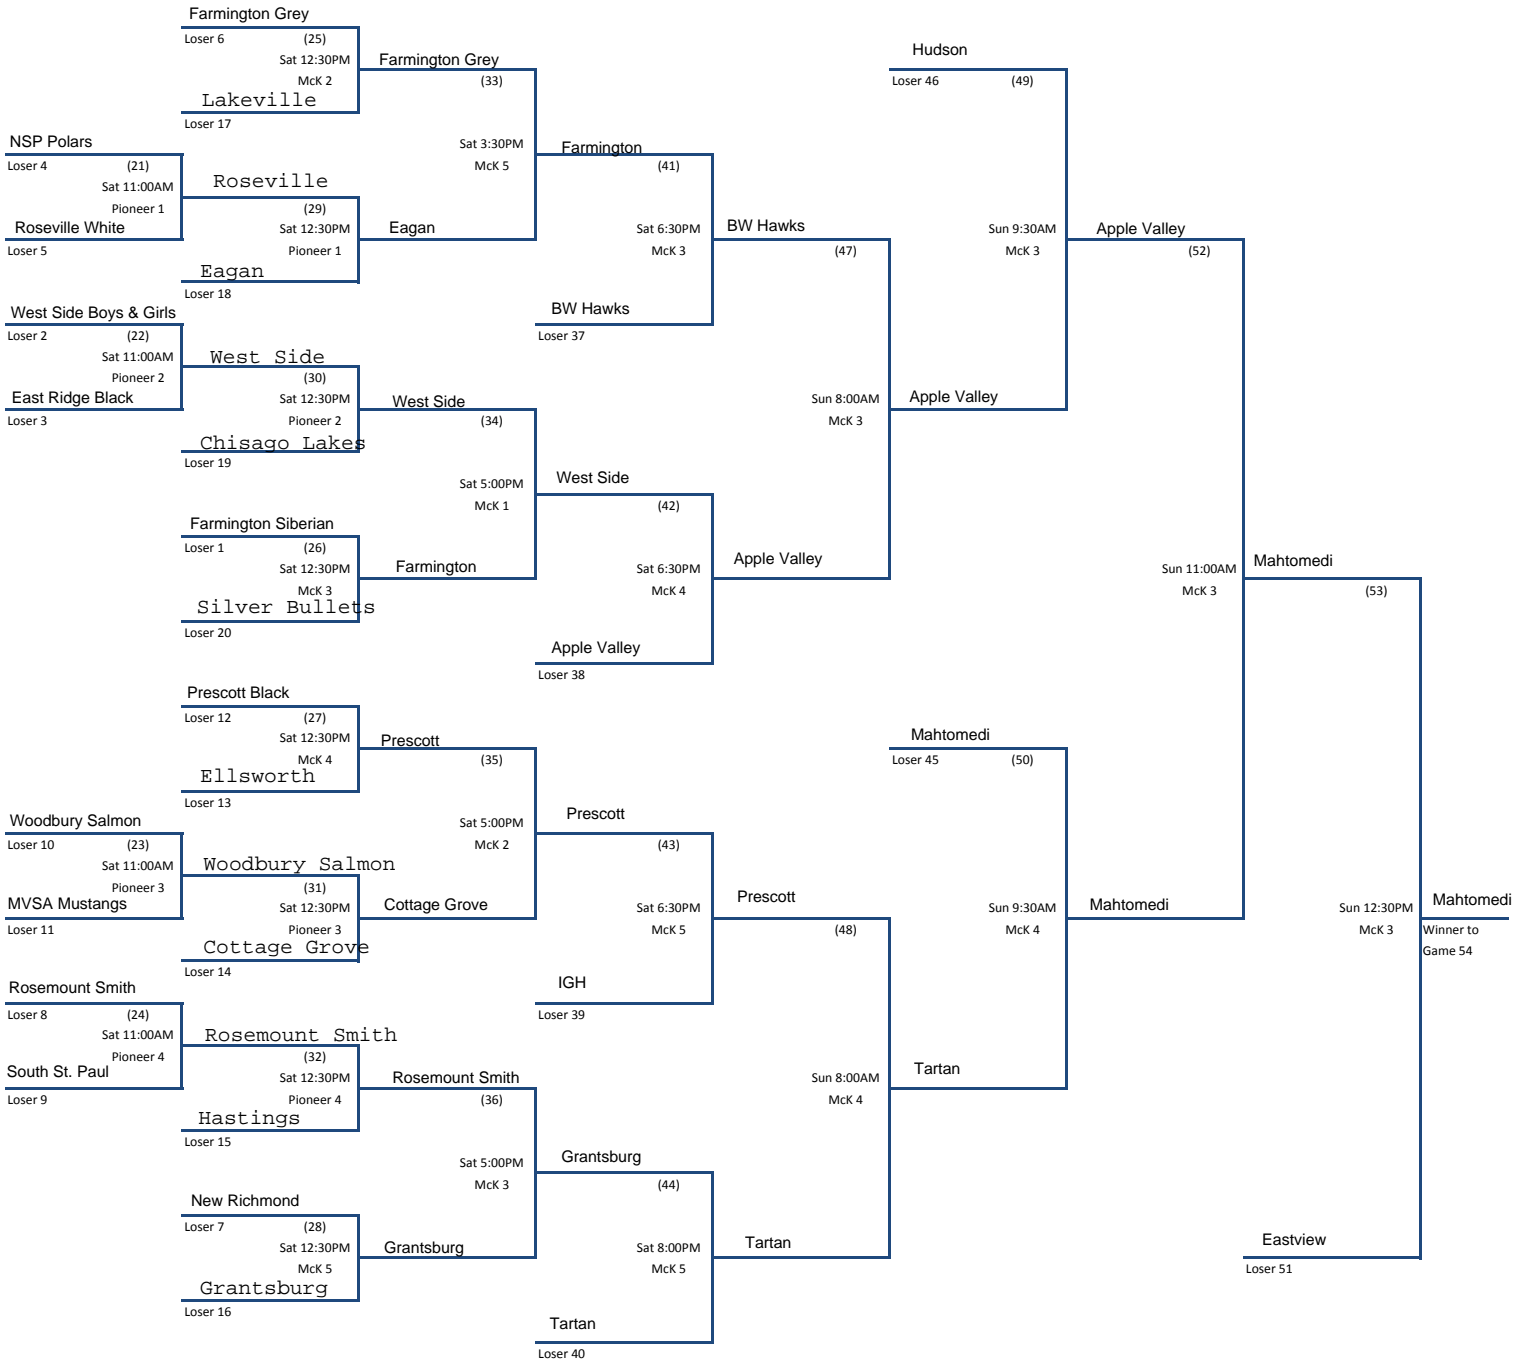 Farmington Grey
Loser 6 (25)
Sat 12:30PM
McK 2
Lakeville
Loser 17
Farmington Grey
(33)
Sat 3:30PM
McK 5
NSP Polars
Loser 4 (21)
Sat 11:00AM
Pioneer 1
Roseville White
Loser 5
Roseville
(29)
Sat 12:30PM
Pioneer 1
Eagan
Loser 18
Eagan
Farmington
(41)
Sat 6:30PM
McK 3
BW Hawks
Loser 37
BW Hawks
(47)
Sun 8:00AM
McK 3
West Side Boys & Girls
Loser 2 (22)
Sat 11:00AM
Pioneer 2
East Ridge Black
Loser 3
West Side
(30)
Sat 12:30PM
Pioneer 2
Chisago Lakes
Loser 19
West Side
(34)
Sat 5:00PM
McK 1
Farmington Siberian
Loser 1 (26)
Sat 12:30PM
McK 3
Silver Bullets
Loser 20
Farmington
West Side
(42)
Sat 6:30PM
McK 4
Apple Valley
Loser 38
Apple Valley
Hudson
Loser 46 (49)
Sun 9:30AM
McK 3
Apple Valley
Apple Valley
(52)
Sun 11:00AM
McK 3
Prescott Black
Loser 12 (27)
Sat 12:30PM
McK 4
Ellsworth
Loser 13
Prescott
(35)
Sat 5:00PM
McK 2
Woodbury Salmon
Loser 10 (23)
Sat 11:00AM
Pioneer 3
MVSA Mustangs
Loser 11
Woodbury Salmon
(31)
Sat 12:30PM
Pioneer 3
Cottage Grove
Loser 14
Cottage Grove
Prescott
(43)
Sat 6:30PM
McK 5
IGH
Loser 39
Prescott
(48)
Sun 8:00AM
McK 4
Rosemount Smith
Loser 8 (24)
Sat 11:00AM
Pioneer 4
South St. Paul
Loser 9
Rosemount Smith
(32)
Sat 12:30PM
Pioneer 4
Hastings
Loser 15
Rosemount Smith
(36)
Sat 5:00PM
McK 3
New Richmond
Loser 7 (28)
Sat 12:30PM
McK 5
Grantsburg
Loser 16
Grantsburg
Grantsburg
(44)
Sat 8:00PM
McK 5
Tartan
Loser 40
Tartan
Mahtomedi
Loser 45 (50)
Sun 9:30AM
McK 4
Tartan
Mahtomedi
Mahtomedi
(53)
Sun 12:30PM
McK 3
Eastview
Loser 51
Mahtomedi
Winner to
Game 54